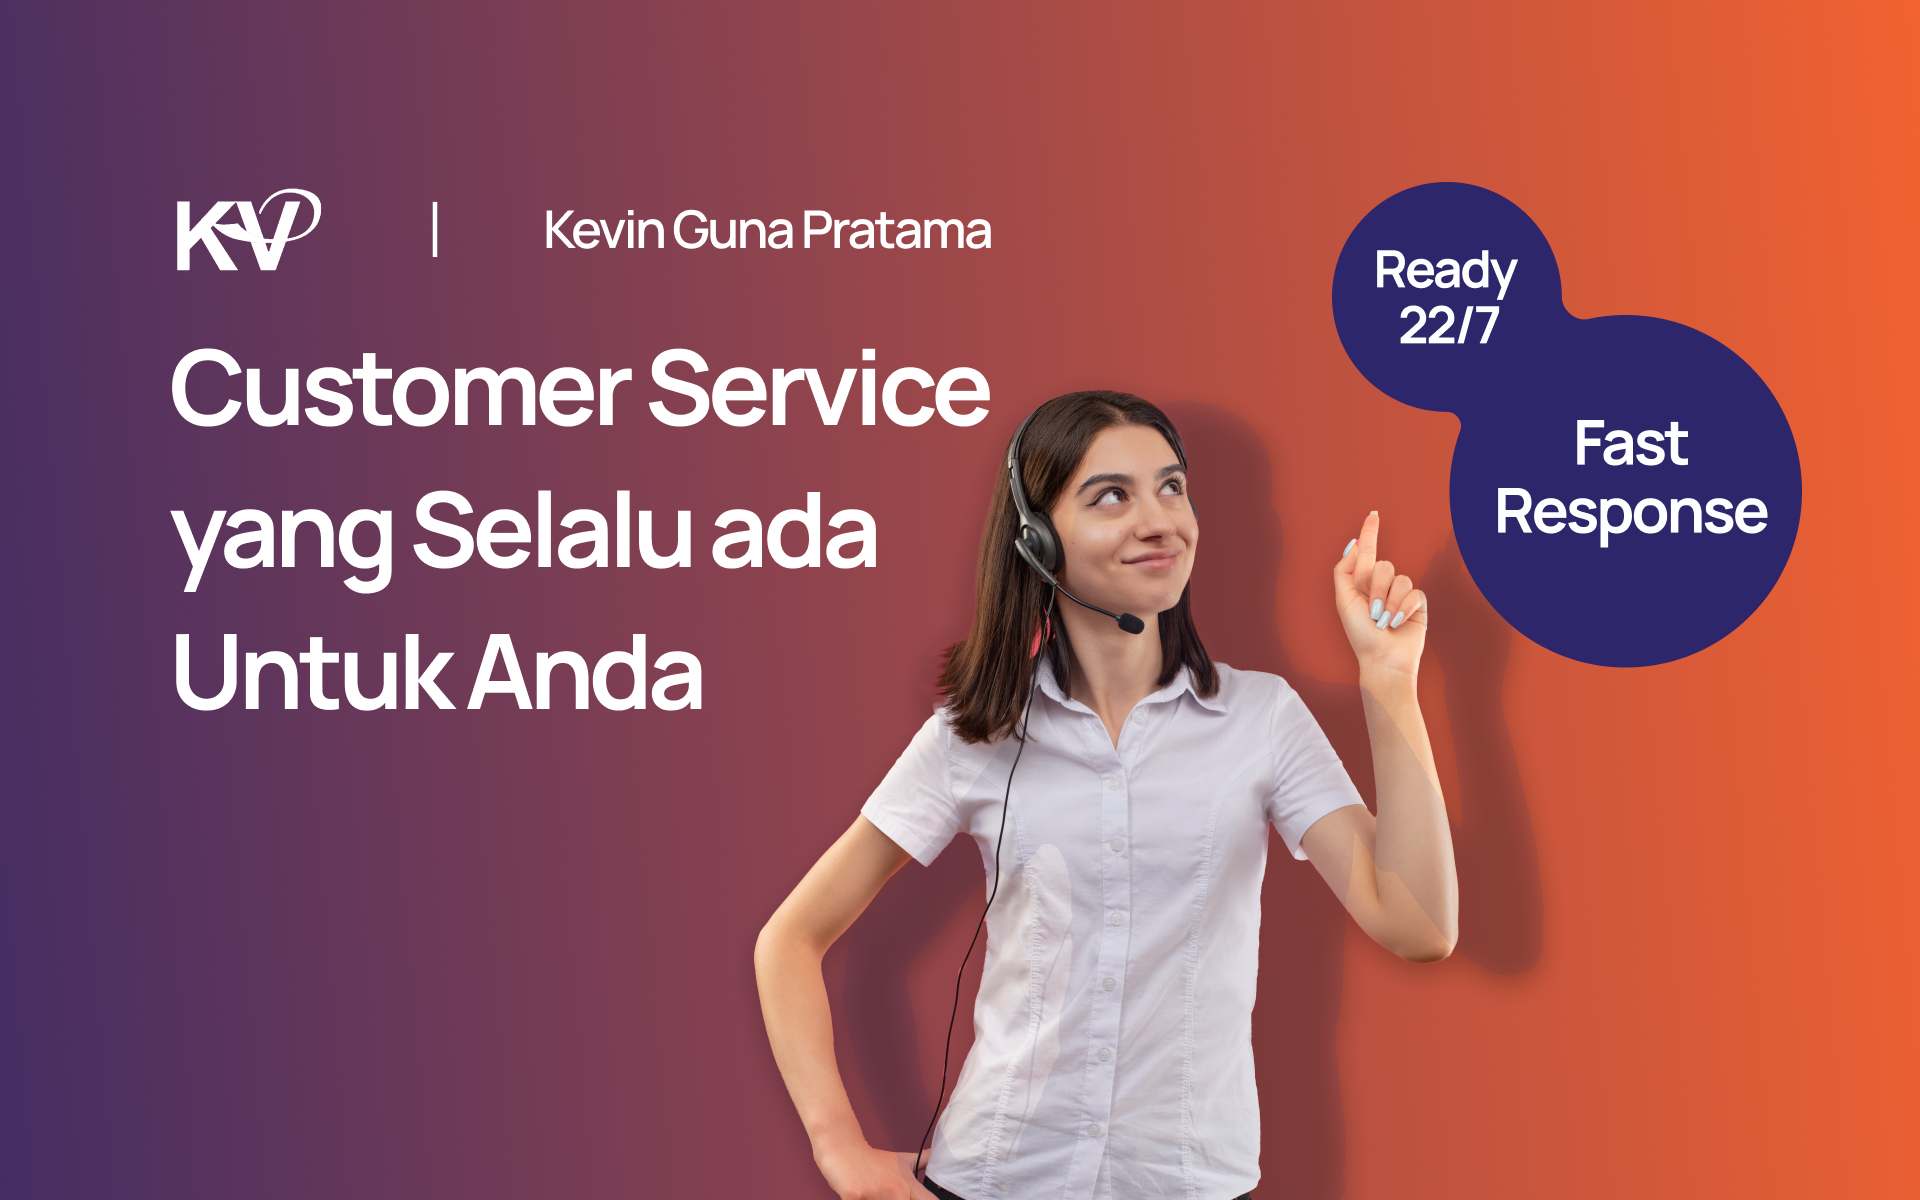 KV
Kevin Guna Pratama
Customer Service
yang Selalu ada
Untuk Anda
Ready
22/7
Fast
Response